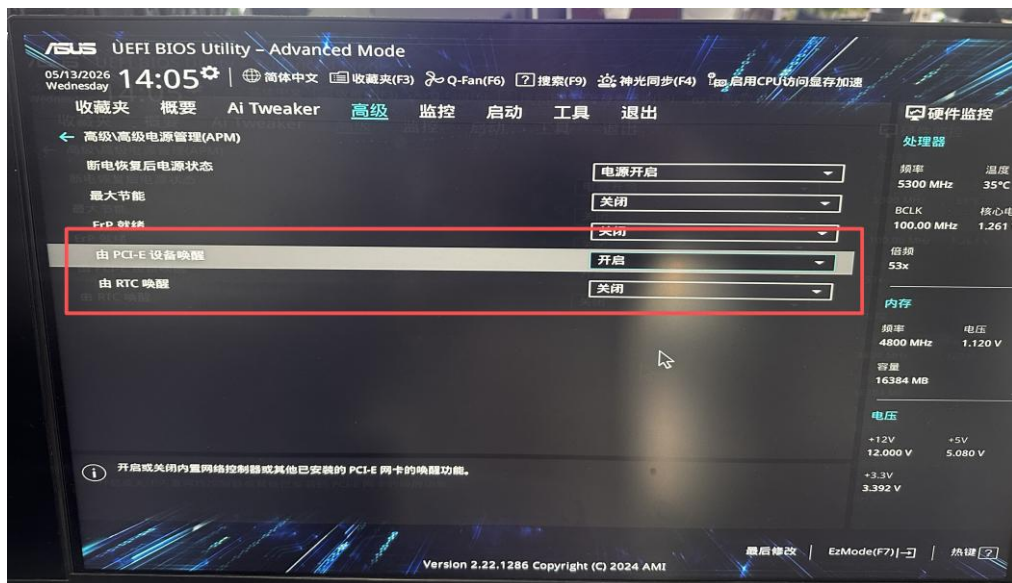 ASUS UEFI BIOS Utility – Advanced Mode
05/13/2026 Wednesday 14:05 简体中文 收藏夹(F3) Q-Fan(F6) ? 搜索(F9) 神光同步(F4) 启用CPU访问显存加速
收藏夹 概要 Ai Tweaker 高级 监控 启动 工具 退出 硬件监控
← 高级\高级电源管理(APM)
处理器
断电恢复后电源状态 电源开启
频率 温度
5300 MHz 35°C
最大节能 关闭
BCLK 核心电
100.00 MHz 1.261
ErP 就绪 关闭
倍频
53x
由 PCI-E 设备唤醒 开启
由 RTC 唤醒 关闭
内存
频率 电压
4800 MHz 1.120 V
容量
16384 MB
电压
+12V +5V
12.000 V 5.080 V
+3.3V
3.392 V
开启或关闭内置网络控制器或其他已安装的 PCI-E 网卡的唤醒功能。
最后修改 | EzMode(F7) | 热键 ?
Version 2.22.1286 Copyright (C) 2024 AMI